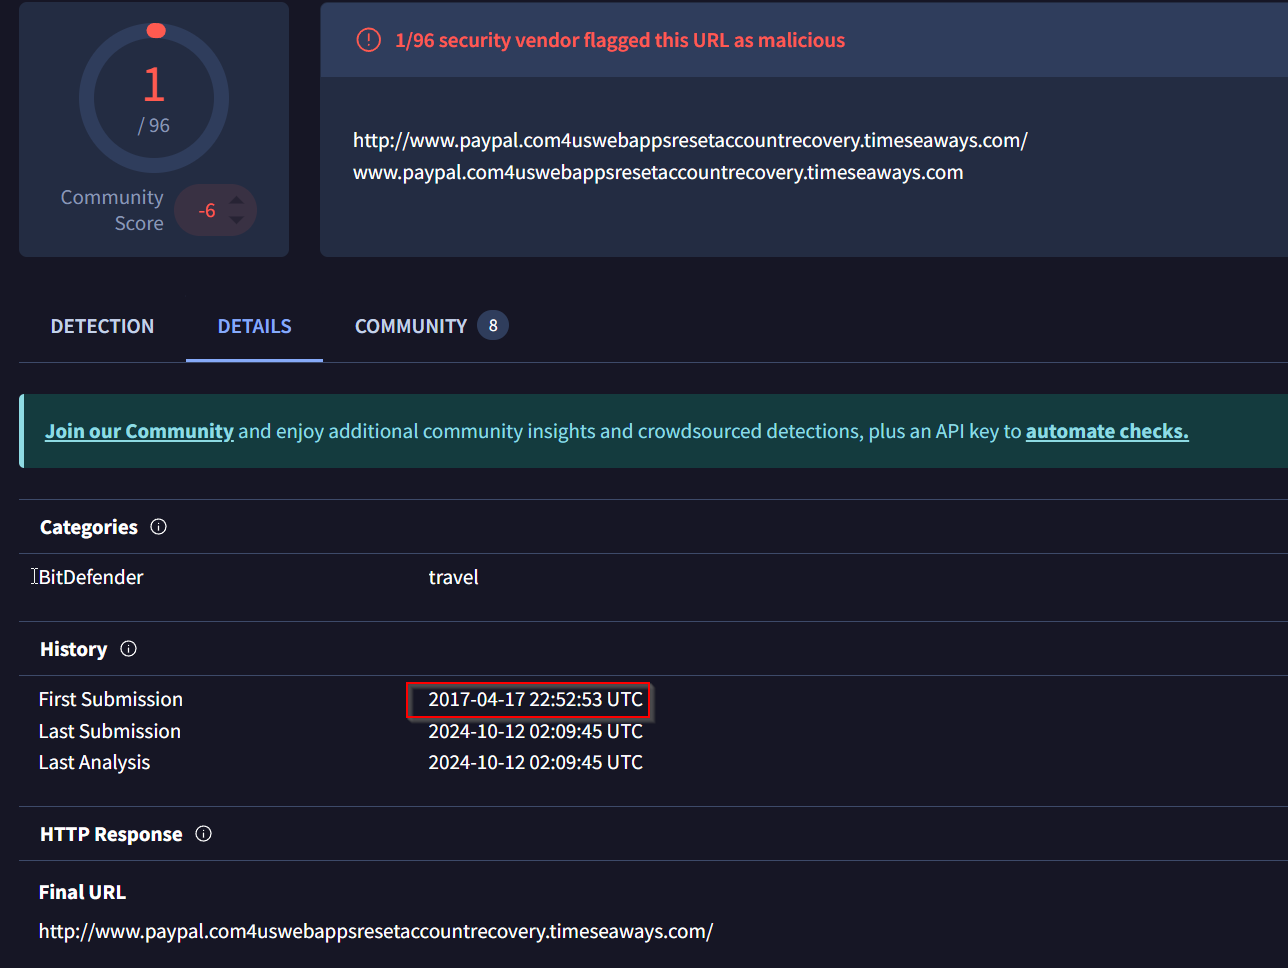 1
/ 96
Community
Score
-6
1/96 security vendor flagged this URL as malicious
http://www.paypal.com4uswebappsresetaccountrecovery.timeseaways.com/
www.paypal.com4uswebappsresetaccountrecovery.timeseaways.com
DETECTION DETAILS COMMUNITY 8
Join our Community and enjoy additional community insights and crowdsourced detections, plus an API key to automate checks.
Categories
BitDefender travel
History
First Submission 2017-04-17 22:52:53 UTC
Last Submission 2024-10-12 02:09:45 UTC
Last Analysis 2024-10-12 02:09:45 UTC
HTTP Response
Final URL
http://www.paypal.com4uswebappsresetaccountrecovery.timeseaways.com/